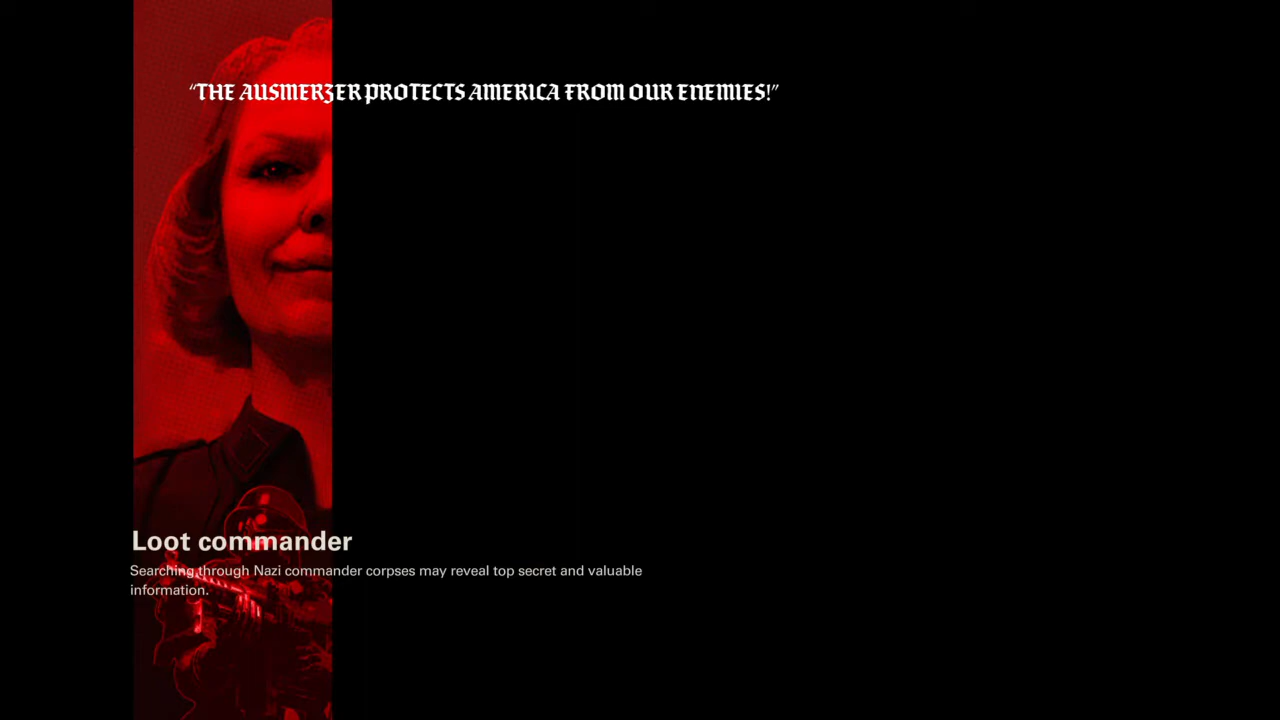 “THE AUSMERZER PROTECTS AMERICA FROM OUR ENEMIES!”
Loot commander
Searching through Nazi commander corpses may reveal top secret and valuable
information.